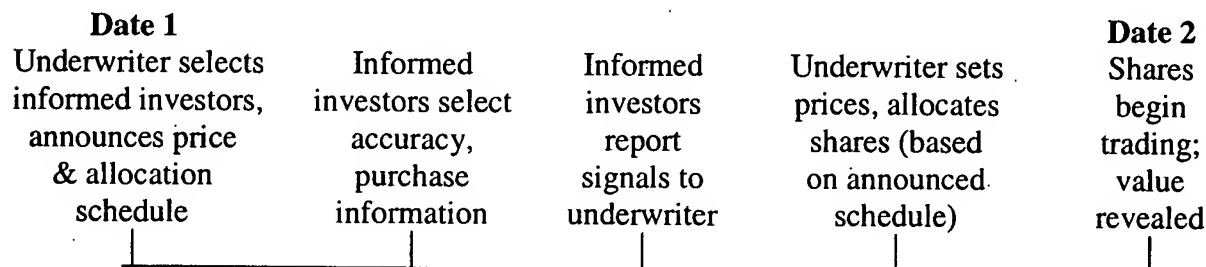 Date 1
Underwriter selects
informed investors,
announces price
& allocation
schedule
Informed
investors select
accuracy,
purchase
information
Informed
investors
report
signals to
underwriter
Underwriter sets
prices, allocates
shares (based
on announced
schedule)
Date 2
Shares
begin
trading;
value
revealed